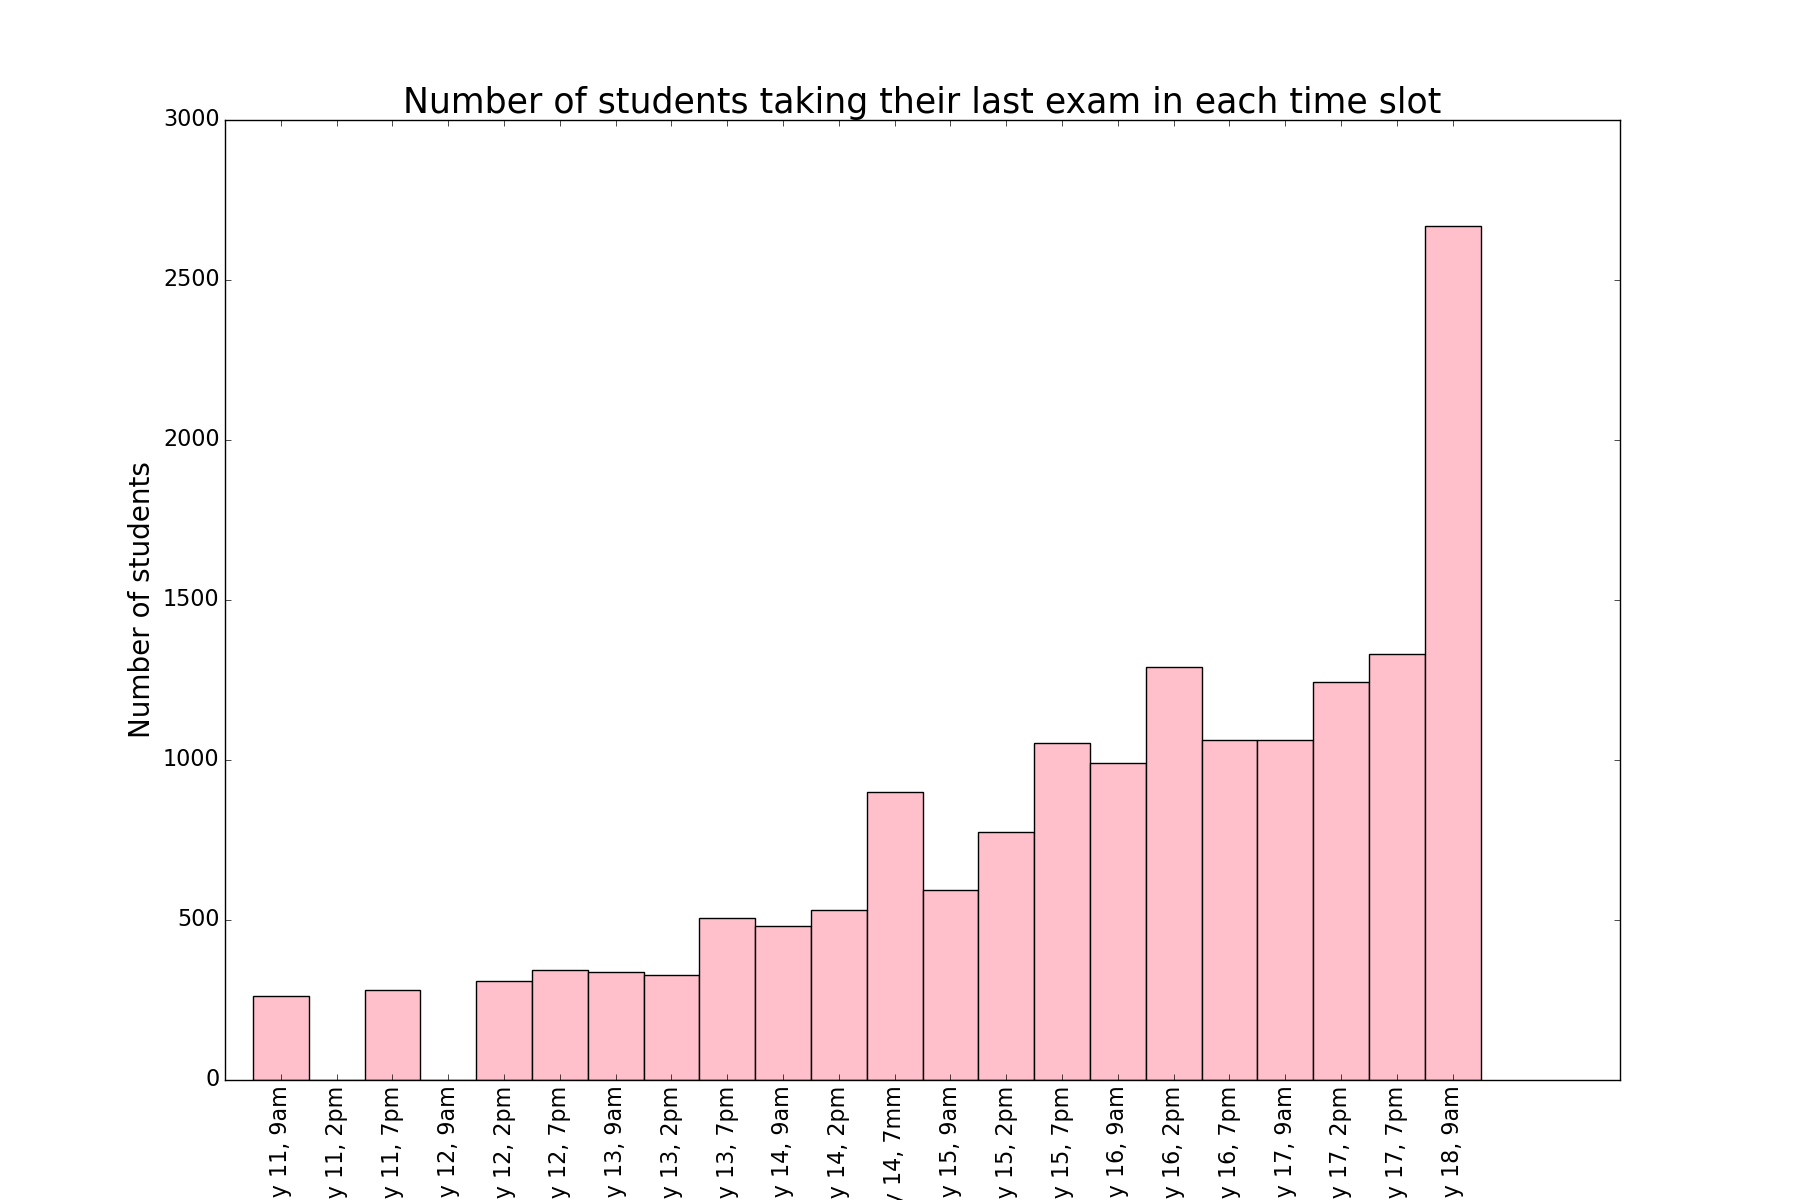 Number of students taking their last exam in each time slot
Number of students
3000
2500
2000
1500
1000
500
0
y 11, 9am
y 11, 2pm
y 11, 7pm
y 12, 9am
y 12, 2pm
y 12, 7pm
y 13, 9am
y 13, 2pm
y 13, 7pm
y 14, 9am
y 14, 2pm
y 14, 7mm
y 15, 9am
y 15, 2pm
y 15, 7pm
y 16, 9am
y 16, 2pm
y 16, 7pm
y 17, 9am
y 17, 2pm
y 17, 7pm
y 18, 9am